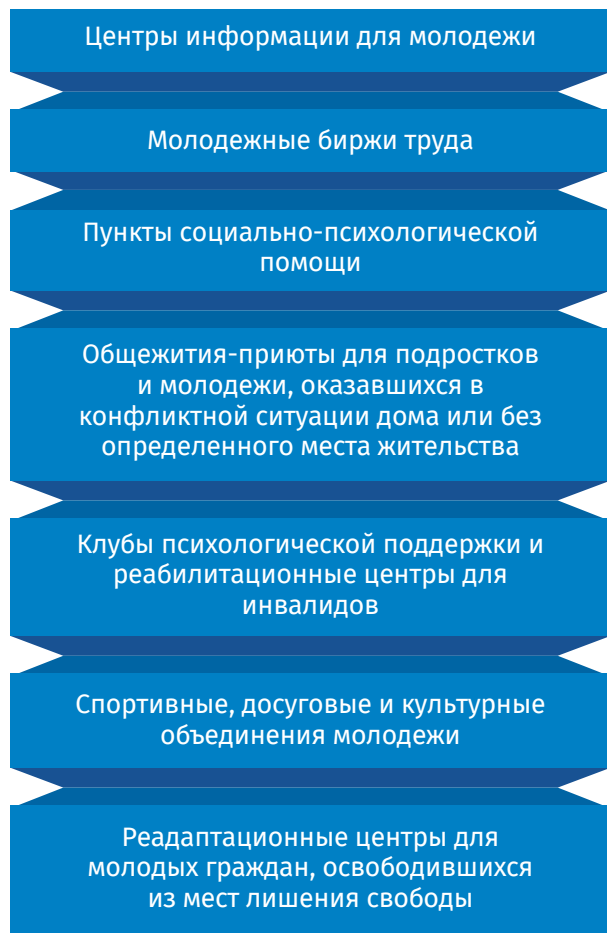 Центры информации для молодежи
Молодежные биржи труда
Пункты социально-психологической
помощи
Общежития-приюты для подростков
и молодежи, оказавшихся в
конфликтной ситуации дома или без
определенного места жительства
Клубы психологической поддержки и
реабилитационные центры для
инвалидов
Спортивные, досуговые и культурные
объединения молодежи
Реадаптационные центры для
молодых граждан, освободившихся
из мест лишения свободы